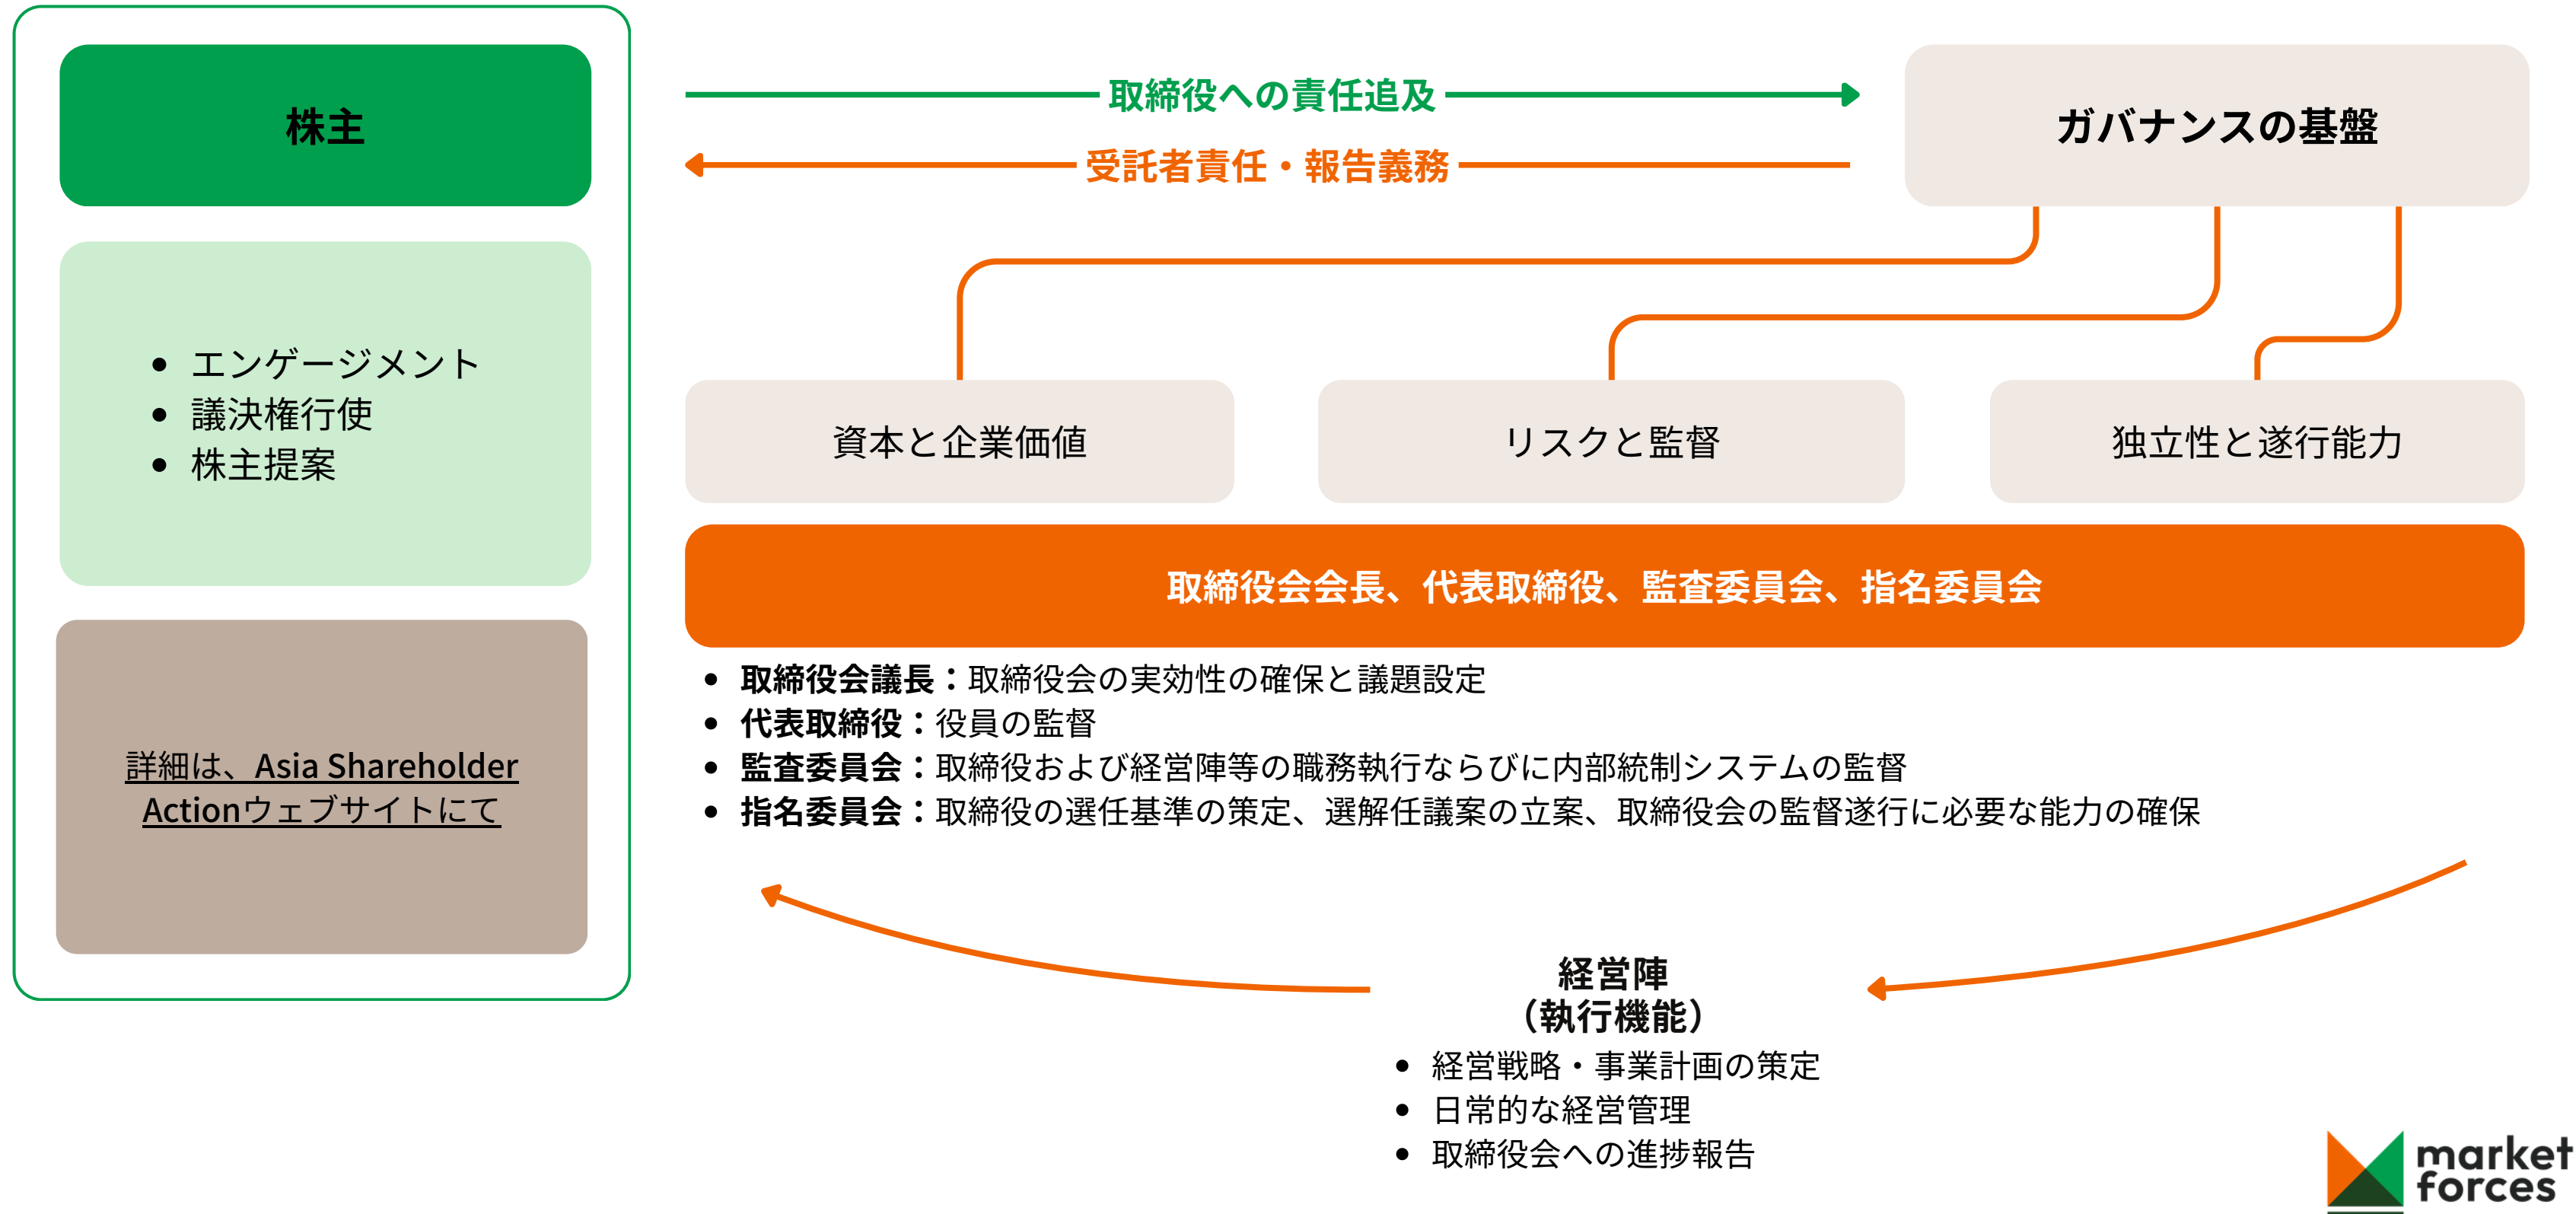 株主
• エンゲージメント
• 議決権行使
• 株主提案
詳細は、Asia Shareholder
Actionウェブサイトにて
取締役への責任追及
受託者責任・報告義務
ガバナンスの基盤
資本と企業価値
リスクと監督
独立性と遂行能力
取締役会会長、代表取締役、監査委員会、指名委員会
• 取締役会議長：取締役会の実効性の確保と議題設定
• 代表取締役：役員の監督
• 監査委員会：取締役および経営陣等の職務執行ならびに内部統制システムの監督
• 指名委員会：取締役の選任基準の策定、選解任議案の立案、取締役会の監督遂行に必要な能力の確保
経営陣
（執行機能）
• 経営戦略・事業計画の策定
• 日常的な経営管理
• 取締役会への進捗報告
market
forces